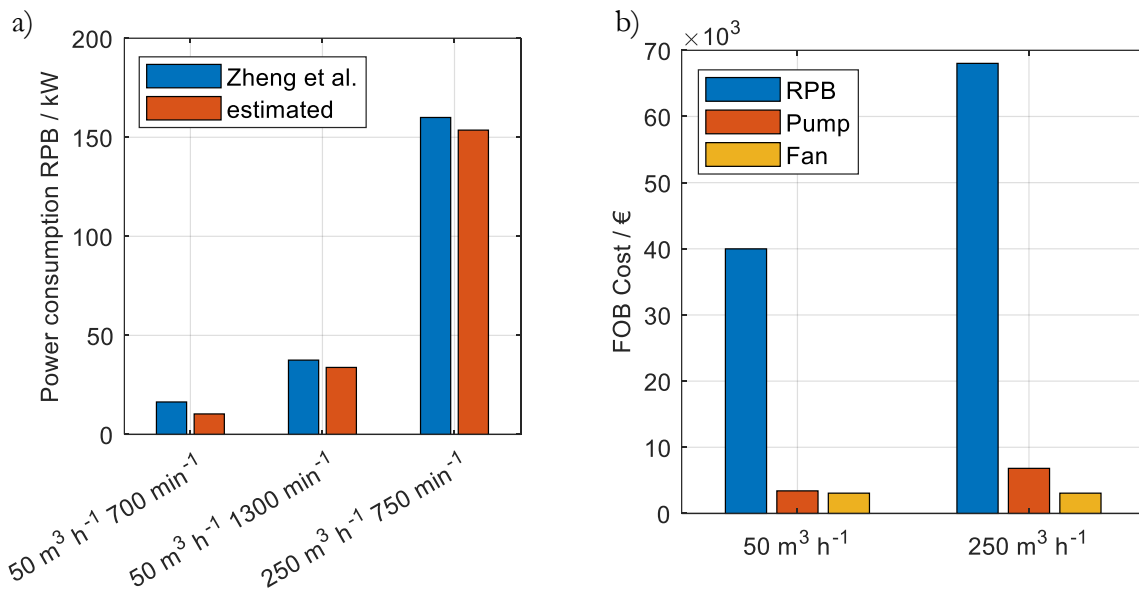 a)
200
150
100
50
0
Power consumption RPB / kW
Zheng et al.
estimated
50 m³ h⁻¹ 700 min⁻¹
50 m³ h⁻¹ 1300 min⁻¹
250 m³ h⁻¹ 750 min⁻¹
b)
×10³
70
60
50
40
30
20
10
0
FOB Cost / €
RPB
Pump
Fan
50 m³ h⁻¹
250 m³ h⁻¹